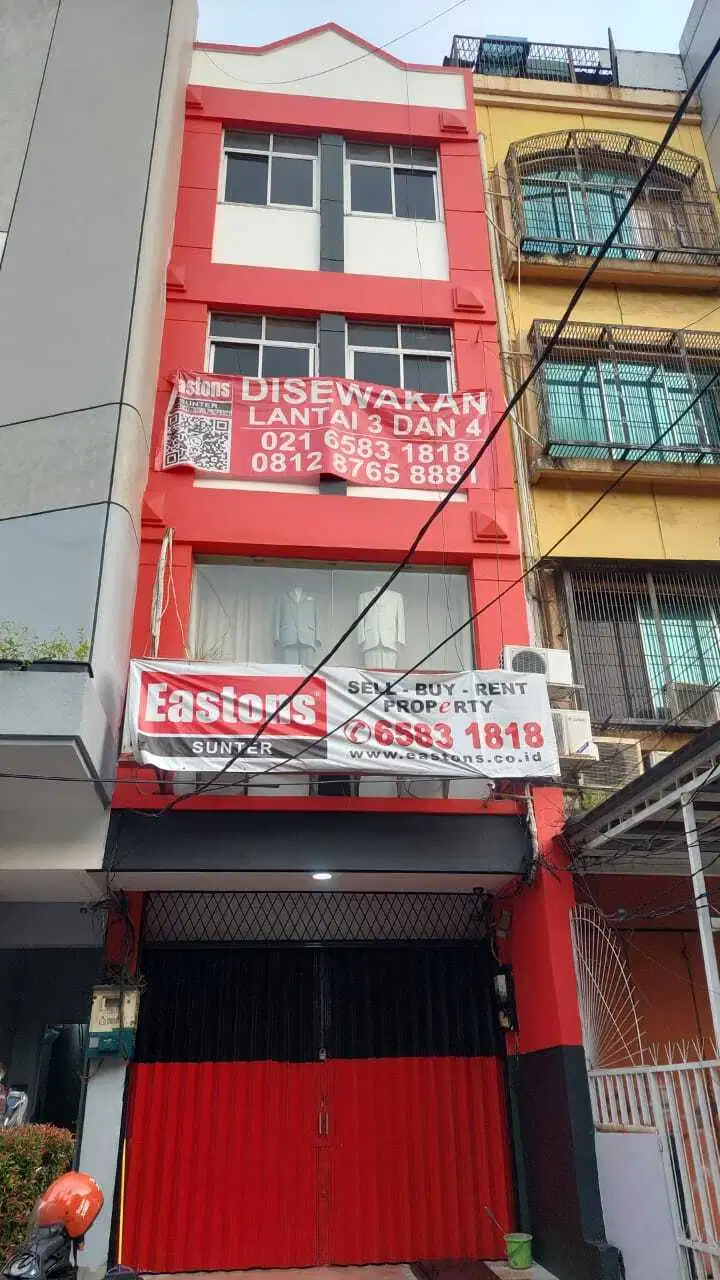 astons
SUNTER
DISEWAKAN
LANTAI 3 DAN 4
021 6583 1818
0812 8765 8881
Eastons
SUNTER
SELL - BUY - RENT
PROPeRTY
6583 1818
www.eastons.co.id